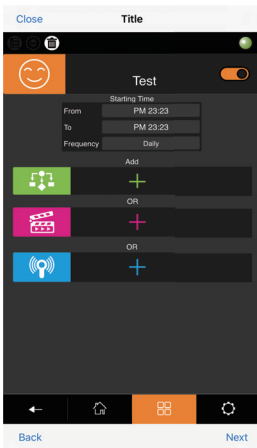 Close Title
Test
Starting Time
From PM 23:23
To PM 23:23
Frequency Daily
Add
OR
OR
Back Next